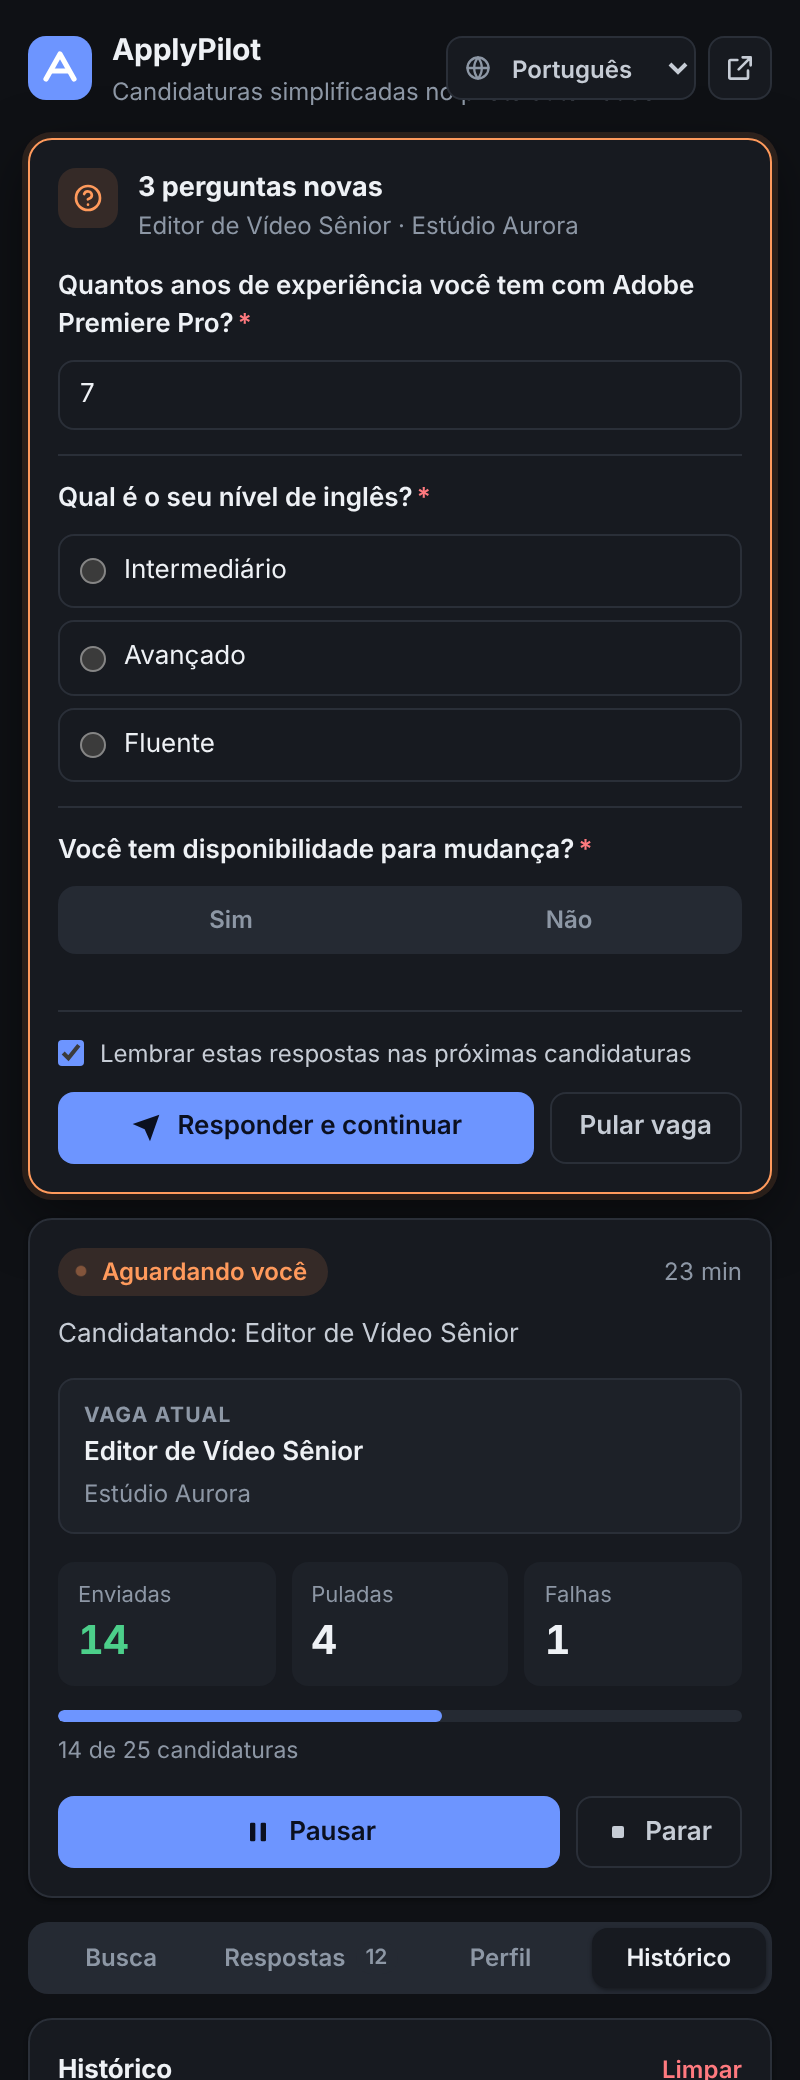 ApplyPilot
Candidaturas simplificadas no
Português
3 perguntas novas
Editor de Vídeo Sênior · Estúdio Aurora
Quantos anos de experiência você tem com Adobe
Premiere Pro? *
7
Qual é o seu nível de inglês? *
Intermediário
Avançado
Fluente
Você tem disponibilidade para mudança? *
Sim
Não
Lembrar estas respostas nas próximas candidaturas
Responder e continuar
Pular vaga
Aguardando você
23 min
Candidatando: Editor de Vídeo Sênior
VAGA ATUAL
Editor de Vídeo Sênior
Estúdio Aurora
Enviadas
14
Puladas
4
Falhas
1
14 de 25 candidaturas
Pausar
Parar
Busca
Respostas 12
Perfil
Histórico
Histórico
Limpar